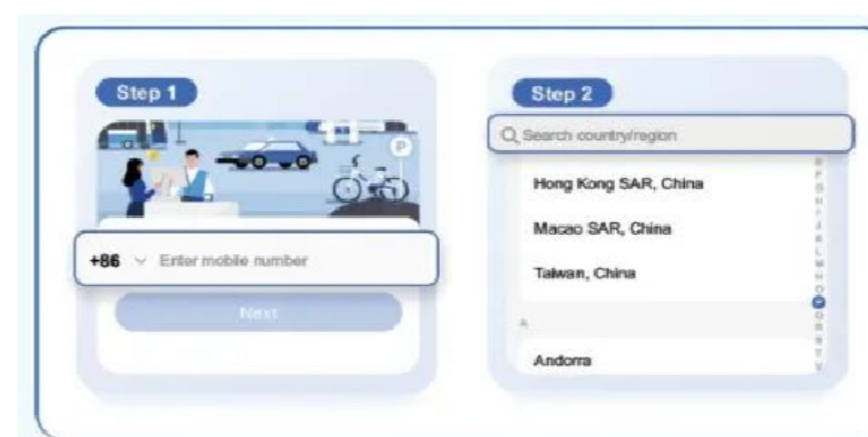 Step 1
P
+86
Enter mobile number
Next
Step 2
Search country/region
Hong Kong SAR, China
Macao SAR, China
Taiwan, China
A
Andorra